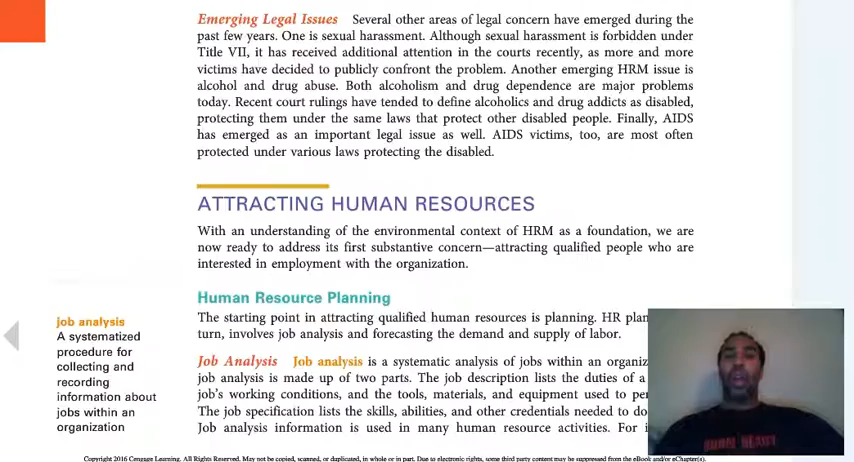 Emerging Legal Issues Several other areas of legal concern have emerged during the
past few years. One is sexual harassment. Although sexual harassment is forbidden under
Title VII, it has received additional attention in the courts recently, as more and more
victims have decided to publicly confront the problem. Another emerging HRM issue is
alcohol and drug abuse. Both alcoholism and drug dependence are major problems
today. Recent court rulings have tended to define alcoholics and drug addicts as disabled,
protecting them under the same laws that protect other disabled people. Finally, AIDS
has emerged as an important legal issue as well. AIDS victims, too, are most often
protected under various laws protecting the disabled.
ATTRACTING HUMAN RESOURCES
With an understanding of the environmental context of HRM as a foundation, we are
now ready to address its first substantive concern—attracting qualified people who are
interested in employment with the organization.
Human Resource Planning
The starting point in attracting qualified human resources is planning. HR plan
turn, involves job analysis and forecasting the demand and supply of labor.
Job Analysis Job analysis is a systematic analysis of jobs within an organiz
job analysis is made up of two parts. The job description lists the duties of a
job's working conditions, and the tools, materials, and equipment used to per
The job specification lists the skills, abilities, and other credentials needed to do
Job analysis information is used in many human resource activities. For i
job analysis
A systematized
procedure for
collecting and
recording
information about
jobs within an
organization
Copyright 2016 Cengage Learning. All Rights Reserved. May not be copied, scanned, or duplicated, in whole or in part. Due to electronic rights, some third party content may be suppressed from the eBook and/or eChapter(s).